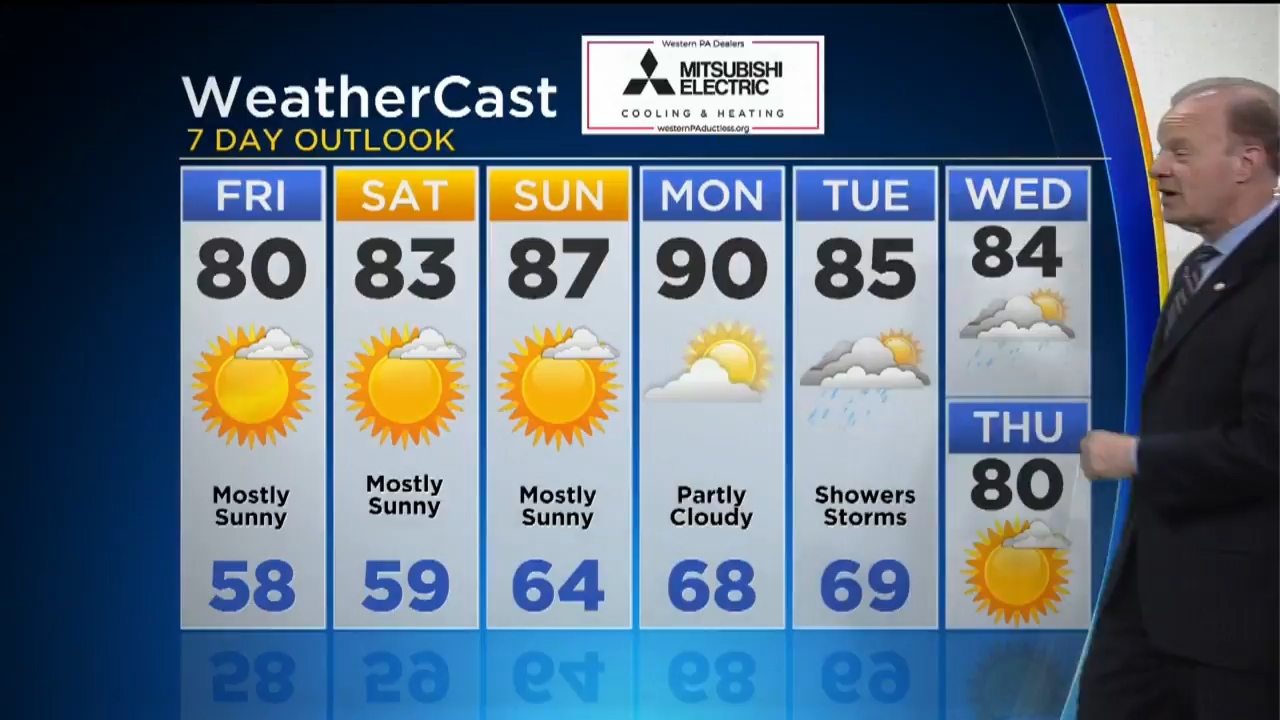 Western PA Dealers
MITSUBISHI
ELECTRIC
COOLING & HEATING
westernPAductless.org
WeatherCast
7 DAY OUTLOOK
FRI
80
Mostly
Sunny
58
SAT
83
Mostly
Sunny
59
SUN
87
Mostly
Sunny
64
MON
90
Partly
Cloudy
68
TUE
85
Showers
Storms
69
WED
84
THU
80